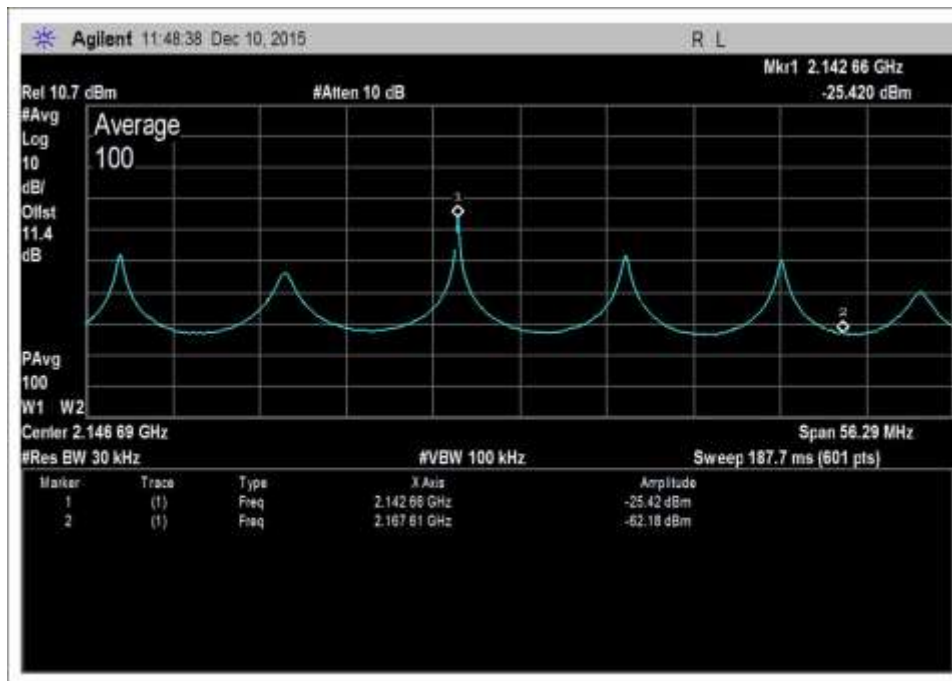 Agilent 11:48:38 Dec 10, 2015 R L
Mkr1 2.142 66 GHz
Ref 10.7 dBm #Atten 10 dB -25.420 dBm
#Avg
Log
10
dB/
Offst
11.4
dB
Average
100
1
2
PAvg
100
W1 W2
Center 2.146 69 GHz Span 56.29 MHz
#Res BW 30 kHz #VBW 100 kHz Sweep 187.7 ms (601 pts)
Marker Trace Type X Axis Amplitude
1 (1) Freq 2.142 66 GHz -25.42 dBm
2 (1) Freq 2.167 61 GHz -62.18 dBm